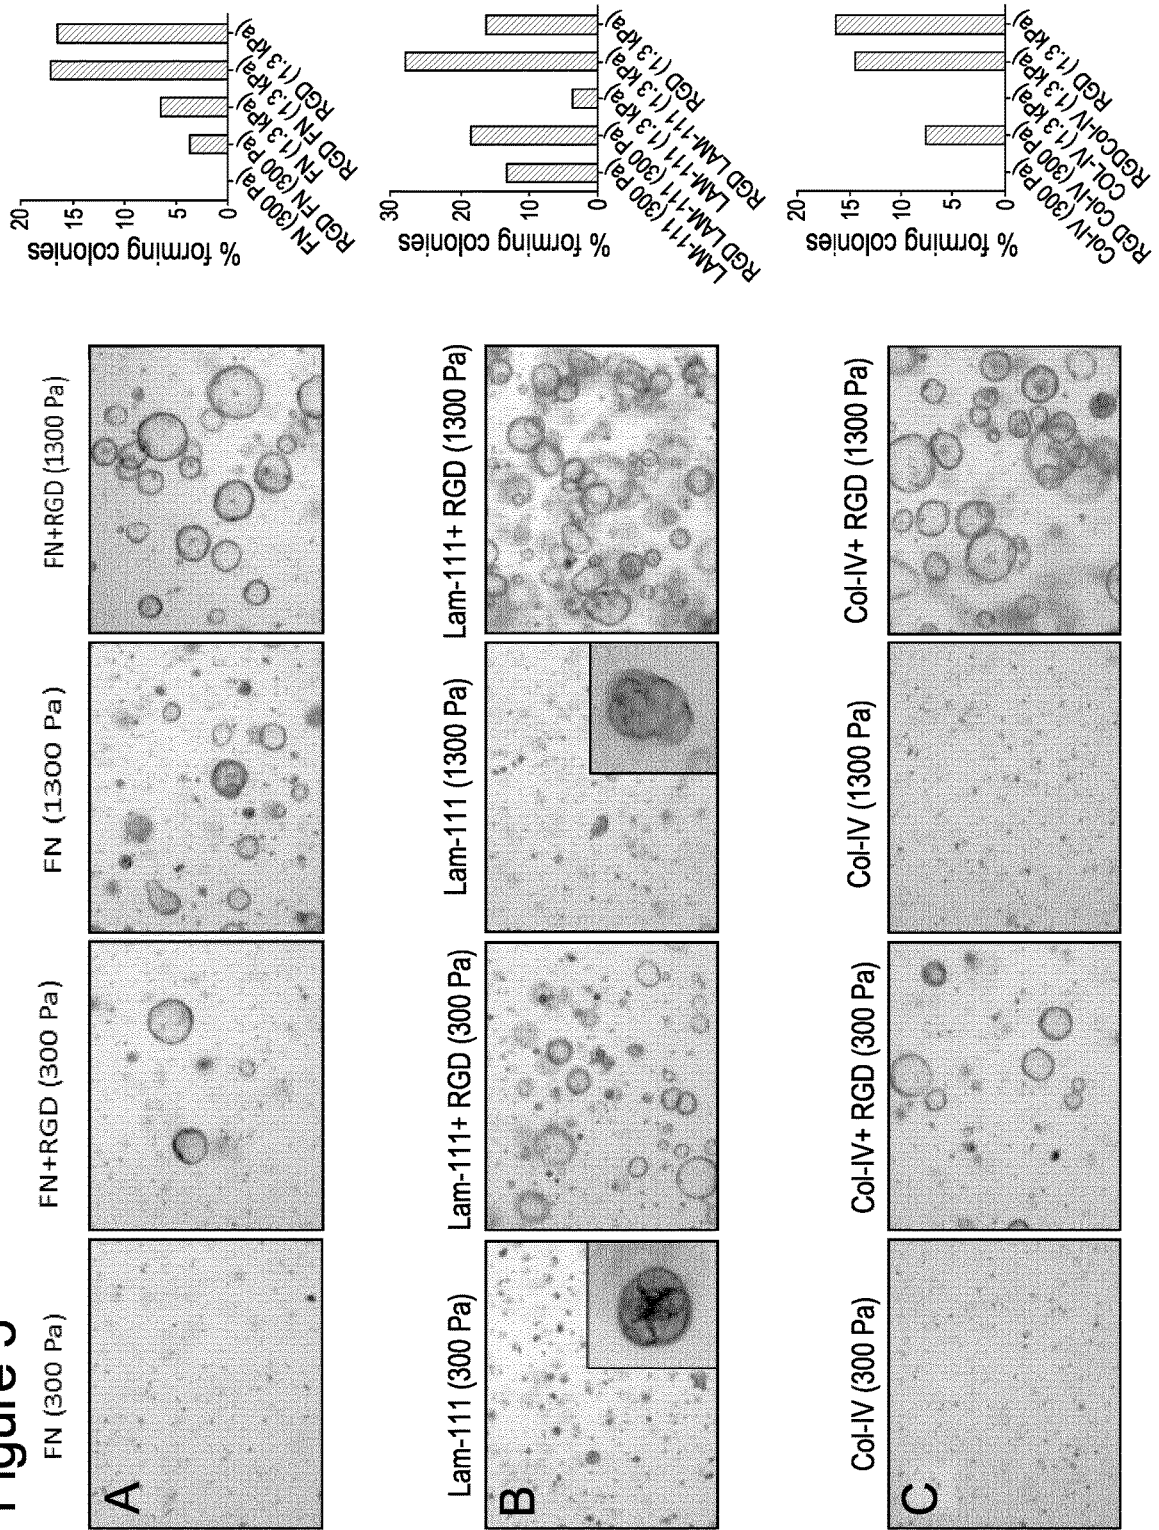 Figure
FN (300 Pa)
FN+RGD (300 Pa)
FN (1300 Pa)
FN+RGD (1300 Pa)
A
% forming colonies
20
15
10
5
0
FN (300 Pa)
RGD FN (300 Pa)
FN (1.3 kPa)
RGD FN (1.3 kPa)
RGD (1.3 kPa)
Lam-111 (300 Pa)
Lam-111+ RGD (300 Pa)
Lam-111 (1300 Pa)
Lam-111+ RGD (1300 Pa)
B
% forming colonies
30
20
10
0
LAM-111 (300 Pa)
RGD LAM-111 (300 Pa)
LAM-111 (1.3 kPa)
RGD LAM-111 (1.3 kPa)
RGD (1.3 kPa)
Col-IV (300 Pa)
Col-IV+ RGD (300 Pa)
Col-IV (1300 Pa)
Col-IV+ RGD (1300 Pa)
C
% forming colonies
20
15
10
5
0
Col-IV (300 Pa)
RGD Col-IV (300 Pa)
COL-IV (1.3 kPa)
RGDCol-IV (1.3 kPa)
RGD (1.3 kPa)